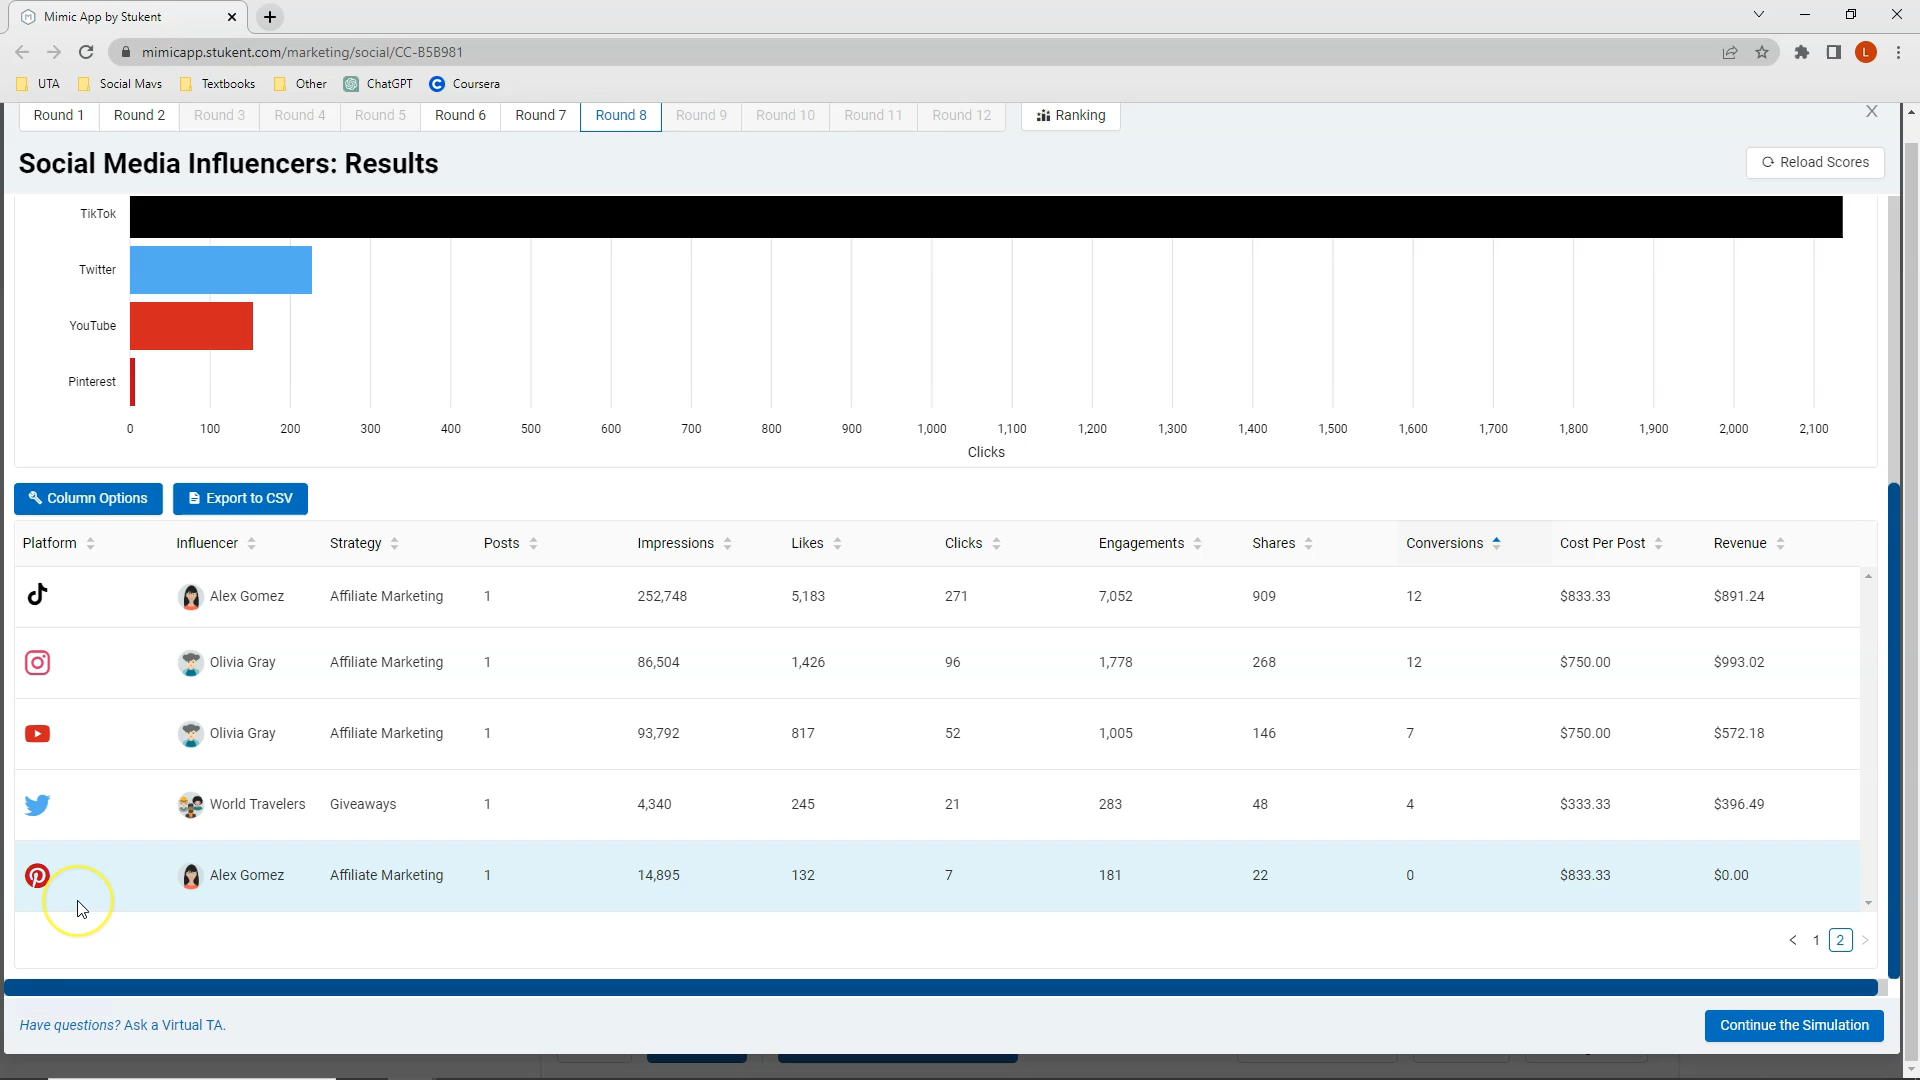 Mimic App by Stukent
mimicapp.stukent.com/marketing/social/CC-B5B981
L
UTA Social Mavs Textbooks Other ChatGPT Coursera
Round 1 Round 2 Round 3 Round 4 Round 5 Round 6 Round 7 Round 8 Round 9 Round 10 Round 11 Round 12 Ranking
Social Media Influencers: Results
Reload Scores
TikTok
Twitter
YouTube
Pinterest
0 100 200 300 400 500 600 700 800 900 1,000 1,100 1,200 1,300 1,400 1,500 1,600 1,700 1,800 1,900 2,000 2,100
Clicks
Column Options Export to CSV
Platform Influencer Strategy Posts Impressions Likes Clicks Engagements Shares Conversions Cost Per Post Revenue
Alex Gomez Affiliate Marketing 1 252,748 5,183 271 7,052 909 12 $833.33 $891.24
Olivia Gray Affiliate Marketing 1 86,504 1,426 96 1,778 268 12 $750.00 $993.02
Olivia Gray Affiliate Marketing 1 93,792 817 52 1,005 146 7 $750.00 $572.18
World Travelers Giveaways 1 4,340 245 21 283 48 4 $333.33 $396.49
Alex Gomez Affiliate Marketing 1 14,895 132 7 181 22 0 $833.33 $0.00
< 1 2 >
Have questions? Ask a Virtual TA.
Continue the Simulation